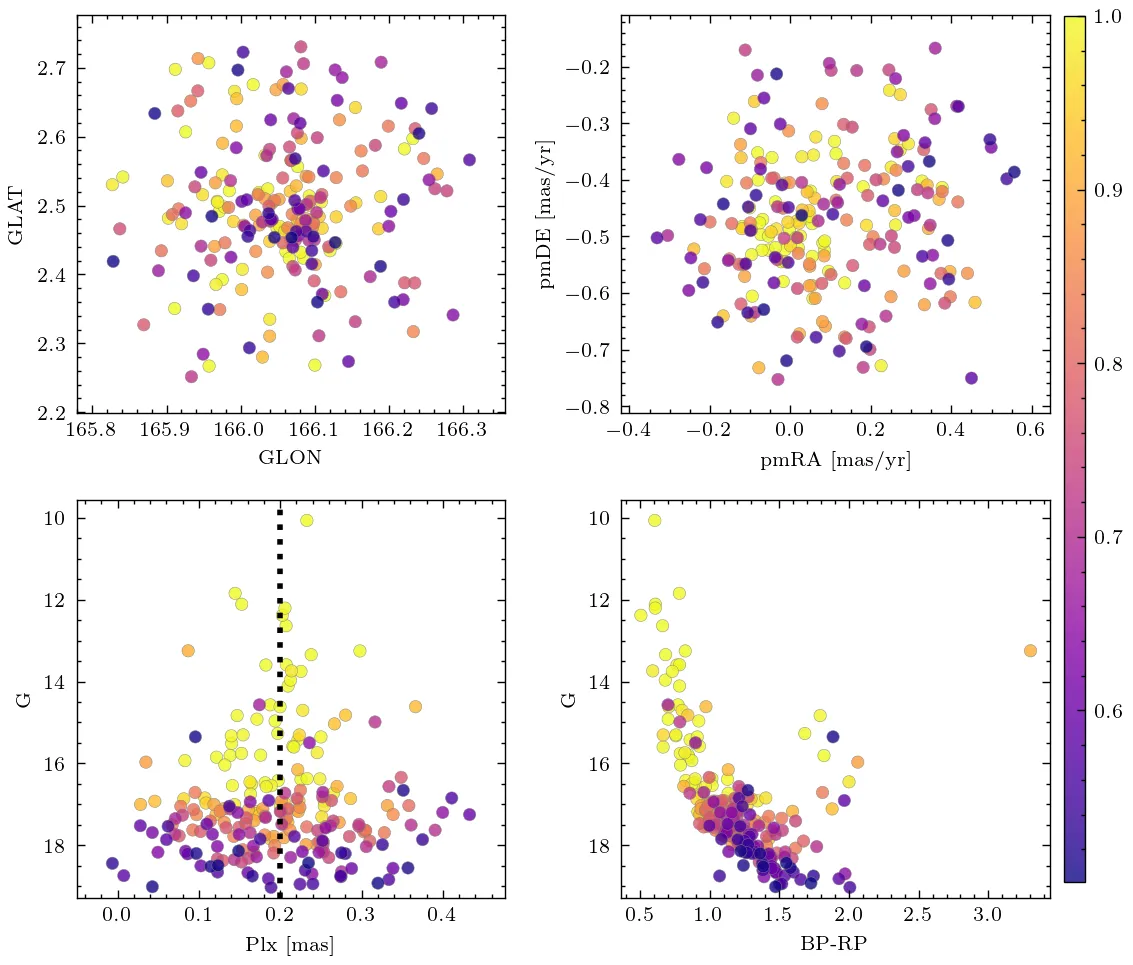 2.7
2.6
2.5
2.4
2.3
2.2
GLAT
165.8 165.9 166.0 166.1 166.2 166.3
GLON
−0.2
−0.3
−0.4
−0.5
−0.6
−0.7
−0.8
pmDE [mas/yr]
−0.4 −0.2 0.0 0.2 0.4 0.6
pmRA [mas/yr]
1.0
0.9
0.8
0.7
0.6
10
12
14
16
18
G
0.0 0.1 0.2 0.3 0.4
Plx [mas]
10
12
14
16
18
G
0.5 1.0 1.5 2.0 2.5 3.0
BP-RP